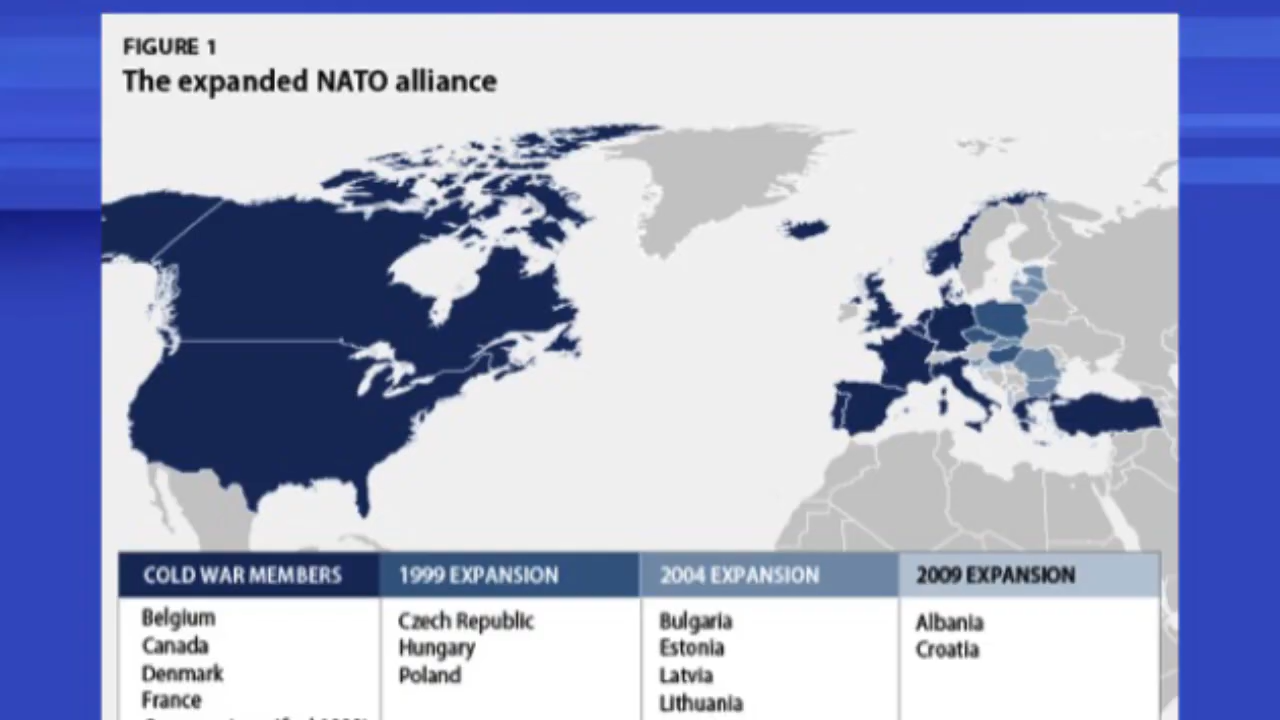 FIGURE 1
The expanded NATO alliance
COLD WAR MEMBERS
1999 EXPANSION
2004 EXPANSION
2009 EXPANSION
Belgium
Canada
Denmark
France
Czech Republic
Hungary
Poland
Bulgaria
Estonia
Latvia
Lithuania
Albania
Croatia